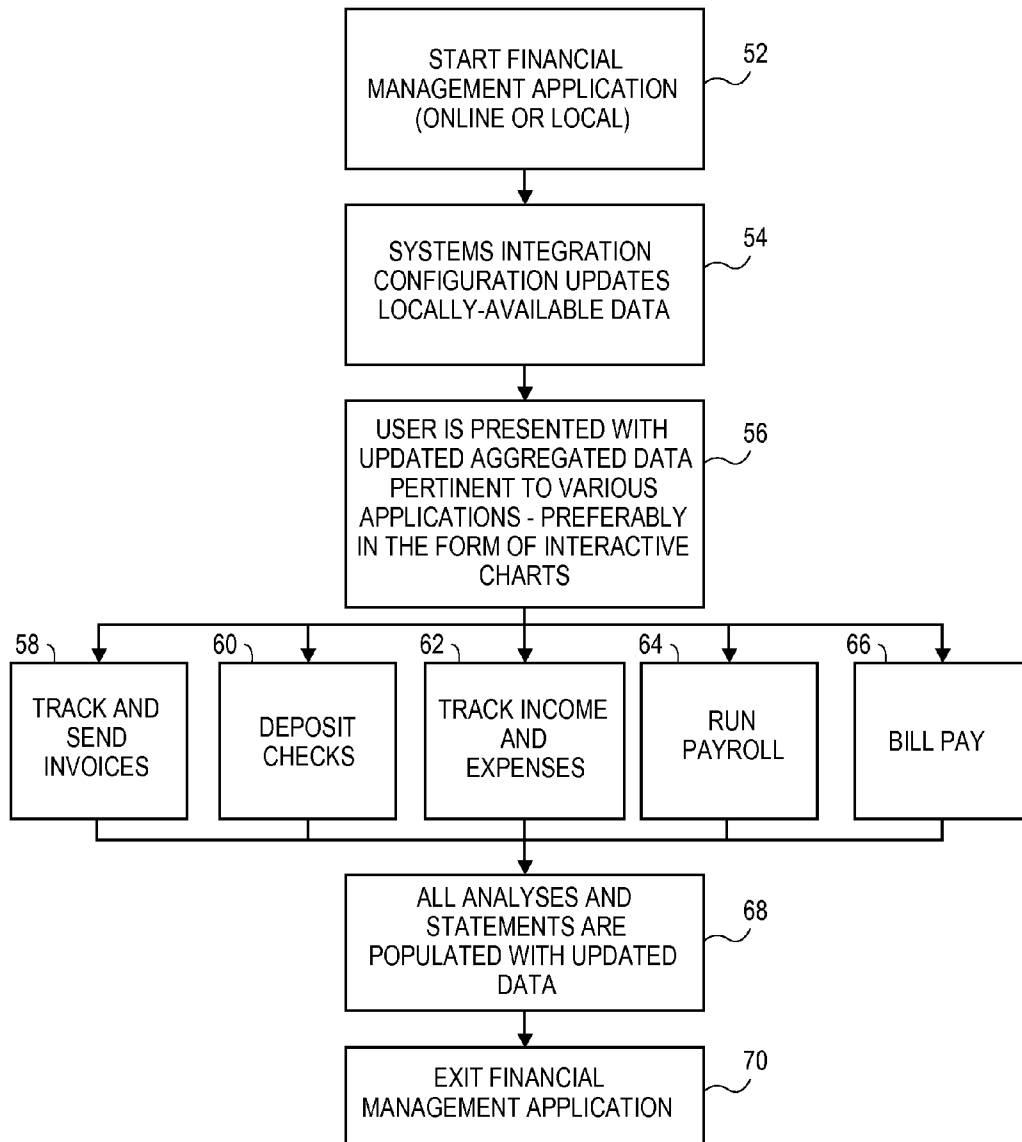 START FINANCIAL
MANAGEMENT APPLICATION
(ONLINE OR LOCAL)
52
SYSTEMS INTEGRATION
CONFIGURATION UPDATES
LOCALLY-AVAILABLE DATA
54
USER IS PRESENTED WITH
UPDATED AGGREGATED DATA
PERTINENT TO VARIOUS
APPLICATIONS - PREFERABLY
IN THE FORM OF INTERACTIVE
CHARTS
56
58
TRACK AND
SEND
INVOICES
60
DEPOSIT
CHECKS
62
TRACK INCOME
AND
EXPENSES
64
RUN
PAYROLL
66
BILL PAY
ALL ANALYSES AND
STATEMENTS ARE
POPULATED WITH UPDATED
DATA
68
EXIT FINANCIAL
MANAGEMENT APPLICATION
70